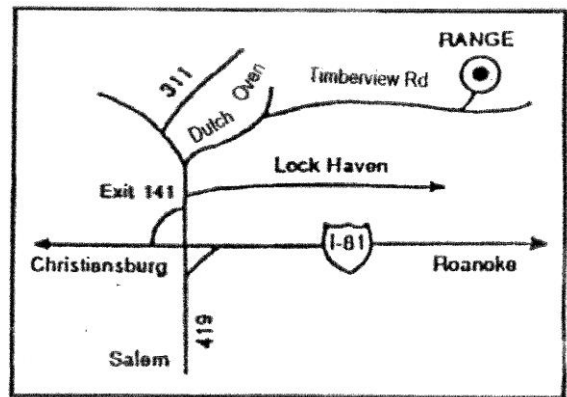 RANGE
311
Dutch Oven
Timberview Rd
Lock Haven
Exit 141
I-81
Christiansburg
Roanoke
419
Salem